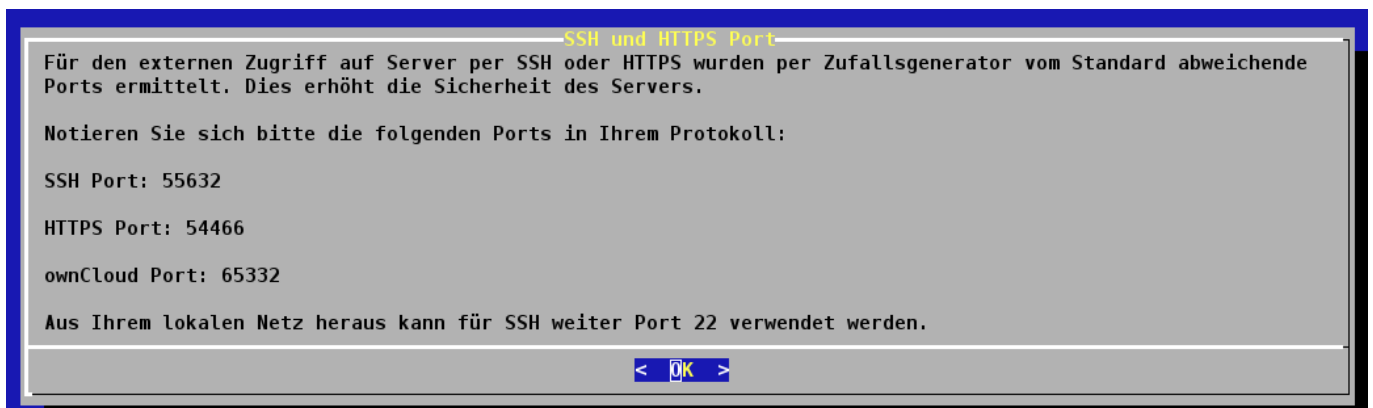 SSH und HTTPS Port
Für den externen Zugriff auf Server per SSH oder HTTPS wurden per Zufallsgenerator vom Standard abweichende
Ports ermittelt. Dies erhöht die Sicherheit des Servers.
Notieren Sie sich bitte die folgenden Ports in Ihrem Protokoll:
SSH Port: 55632
HTTPS Port: 54466
ownCloud Port: 65332
Aus Ihrem lokalen Netz heraus kann für SSH weiter Port 22 verwendet werden.
< OK >